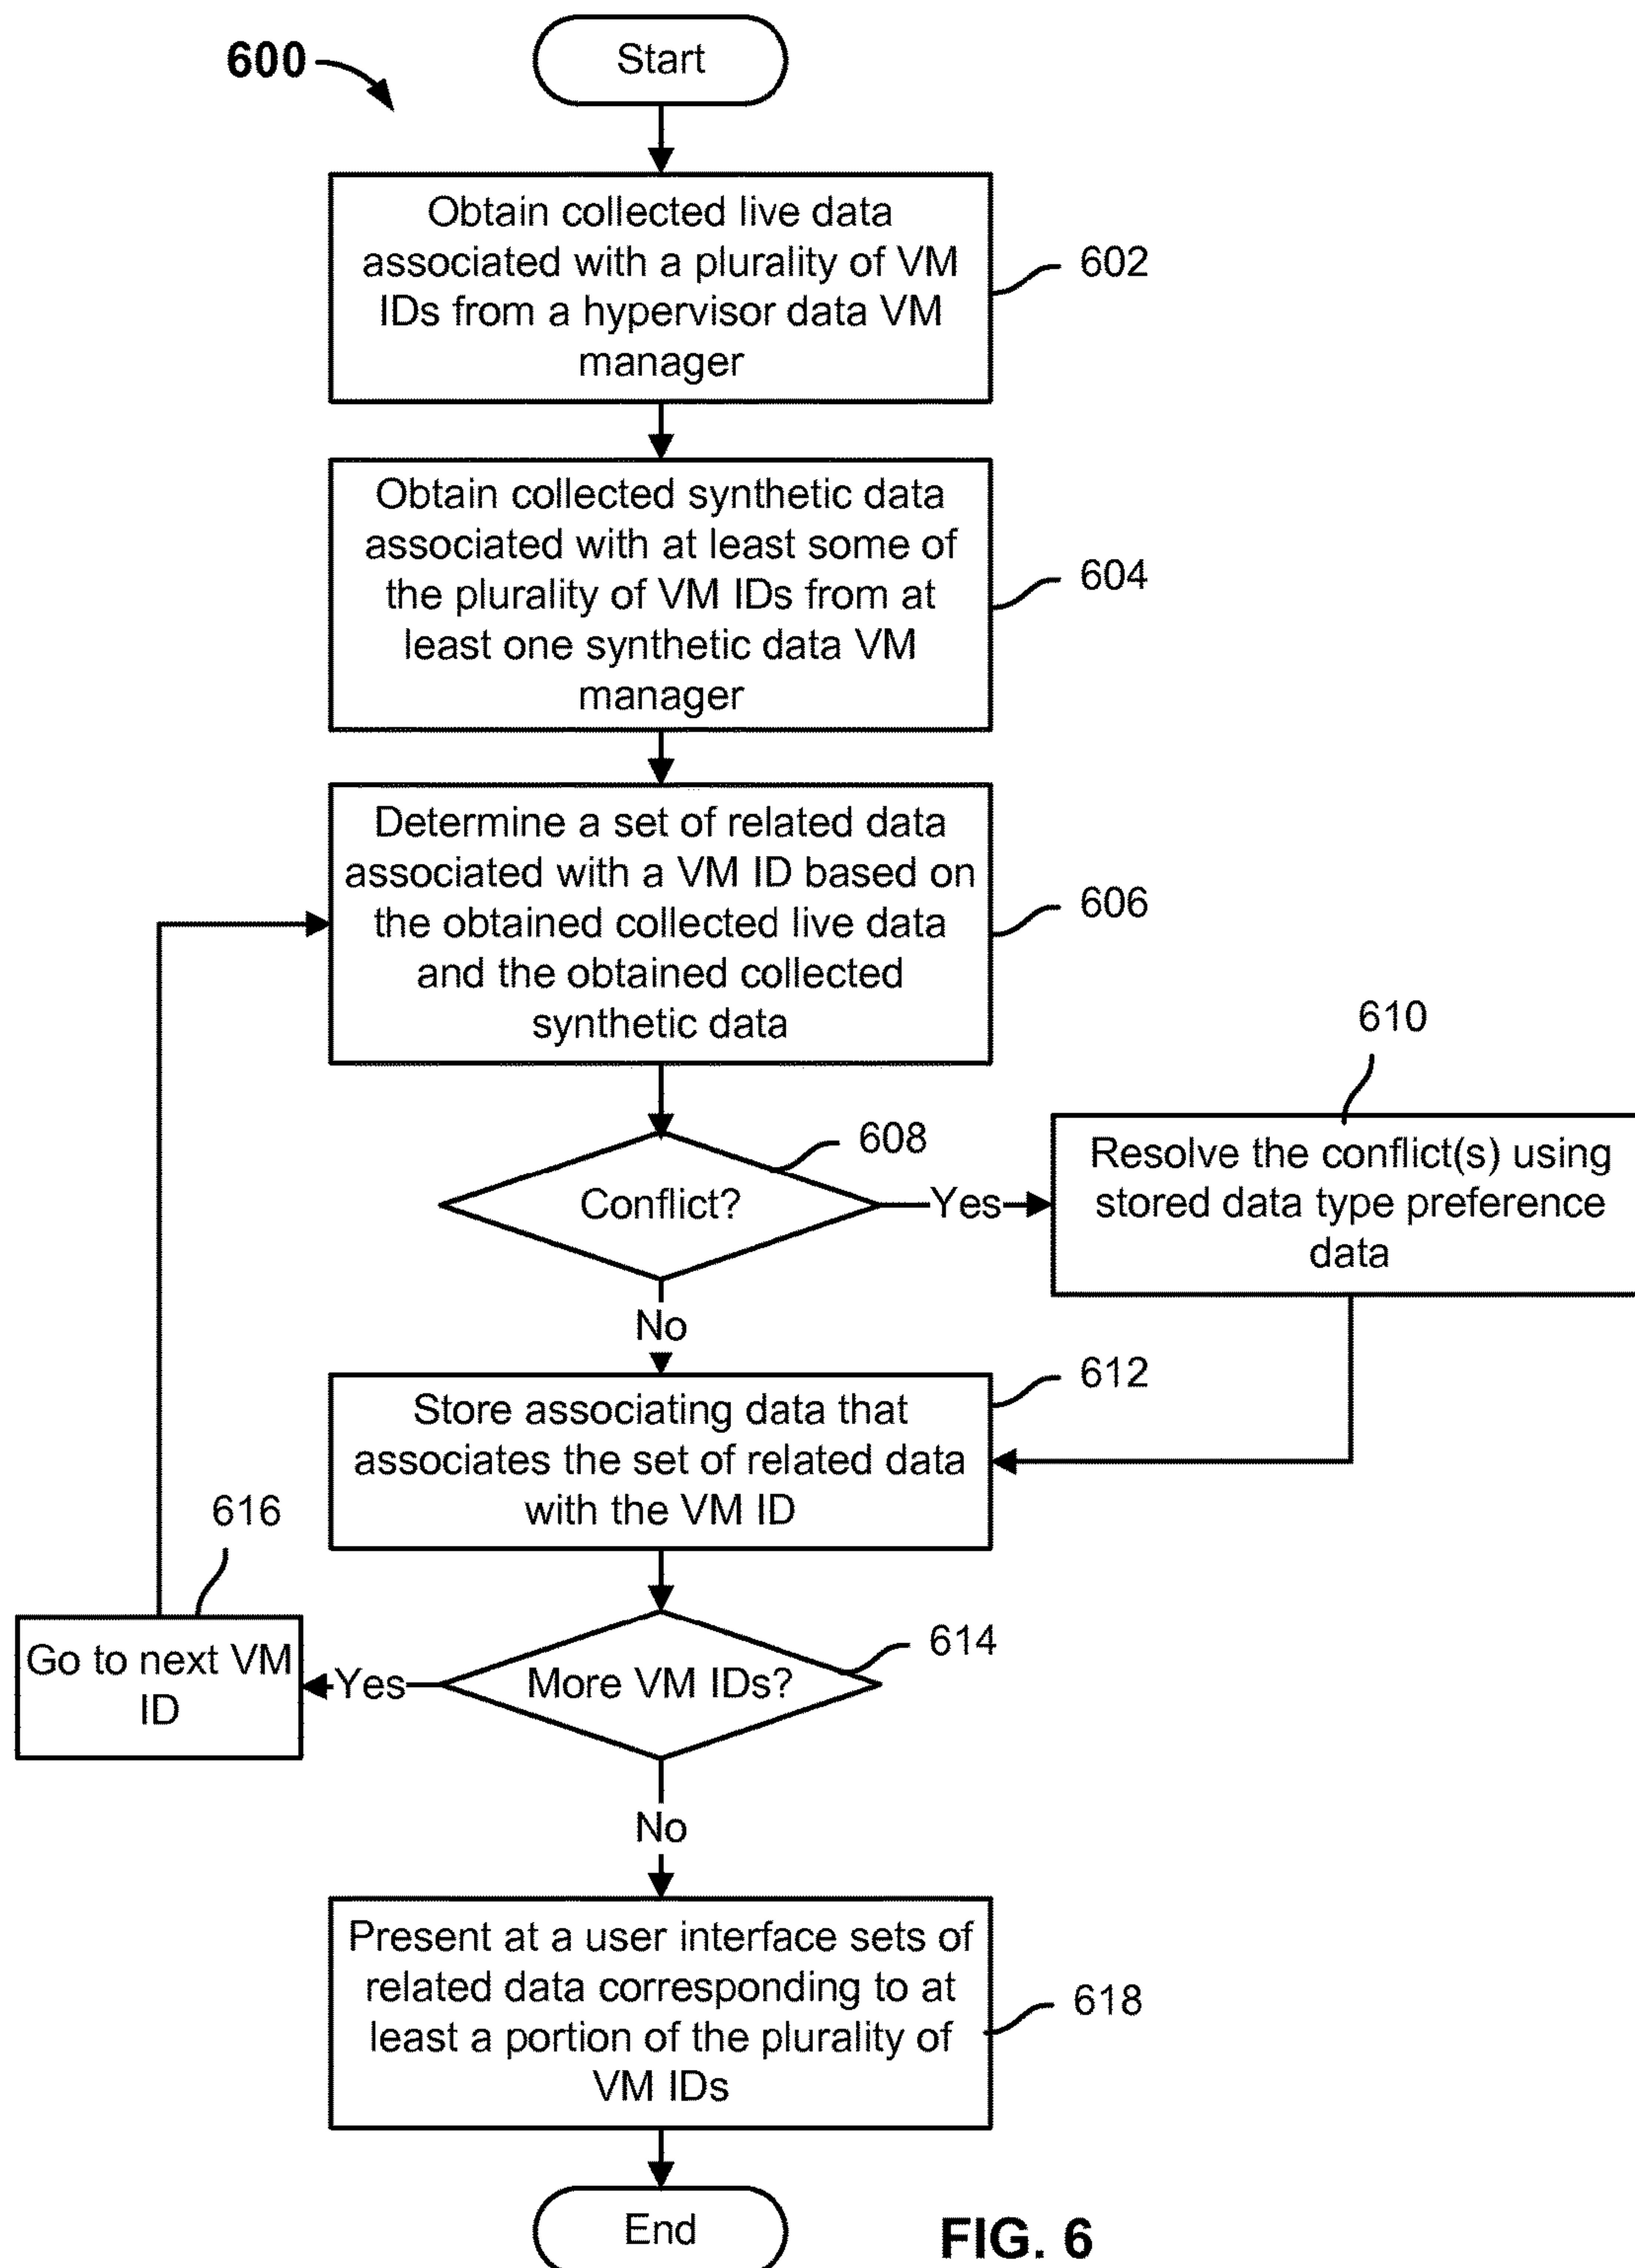 600
Start
Obtain collected live data
associated with a plurality of VM
IDs from a hypervisor data VM
manager
602
Obtain collected synthetic data
associated with at least some of
the plurality of VM IDs from at
least one synthetic data VM
manager
604
Determine a set of related data
associated with a VM ID based on
the obtained collected live data
and the obtained collected
synthetic data
606
608
Conflict?
Yes
610
Resolve the conflict(s) using
stored data type preference
data
No
612
Store associating data that
associates the set of related data
with the VM ID
614
More VM IDs?
Yes
616
Go to next VM
ID
No
Present at a user interface sets of
related data corresponding to at
least a portion of the plurality of
VM IDs
618
End
FIG. 6